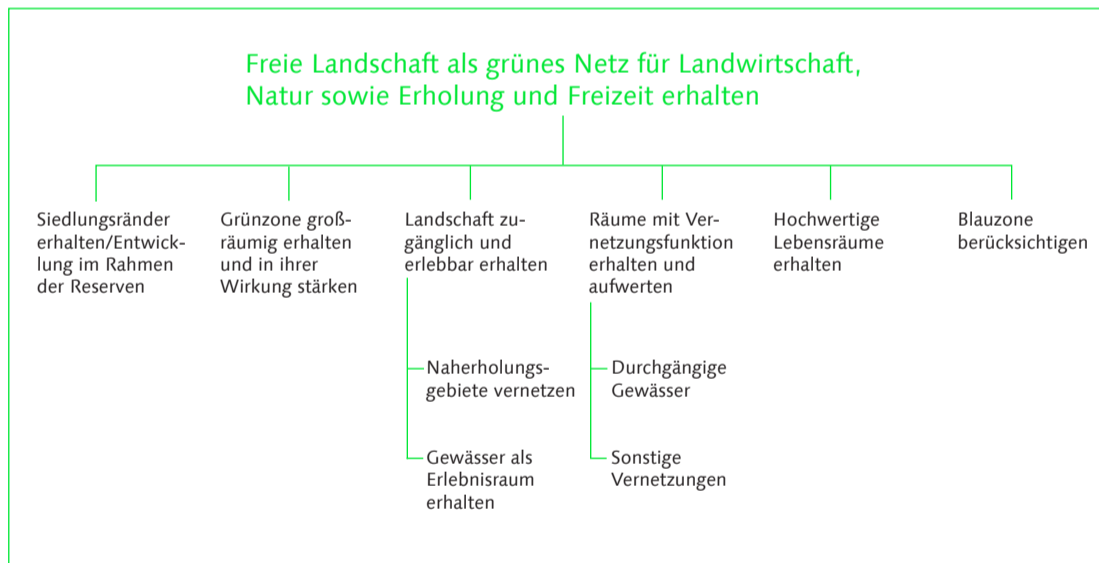 Freie Landschaft als grünes Netz für Landwirtschaft,
Natur sowie Erholung und Freizeit erhalten
Siedlungsränder
erhalten/Entwick-
lung im Rahmen
der Reserven
Grünzone groß-
räumig erhalten
und in ihrer
Wirkung stärken
Landschaft zu-
gänglich und
erlebbar erhalten
Naherholungs-
gebiete vernetzen
Gewässer als
Erlebnisraum
erhalten
Räume mit Ver-
netzungsfunktion
erhalten und
aufwerten
Durchgängige
Gewässer
Sonstige
Vernetzungen
Hochwertige
Lebensräume
erhalten
Blauzone
berücksichtigen